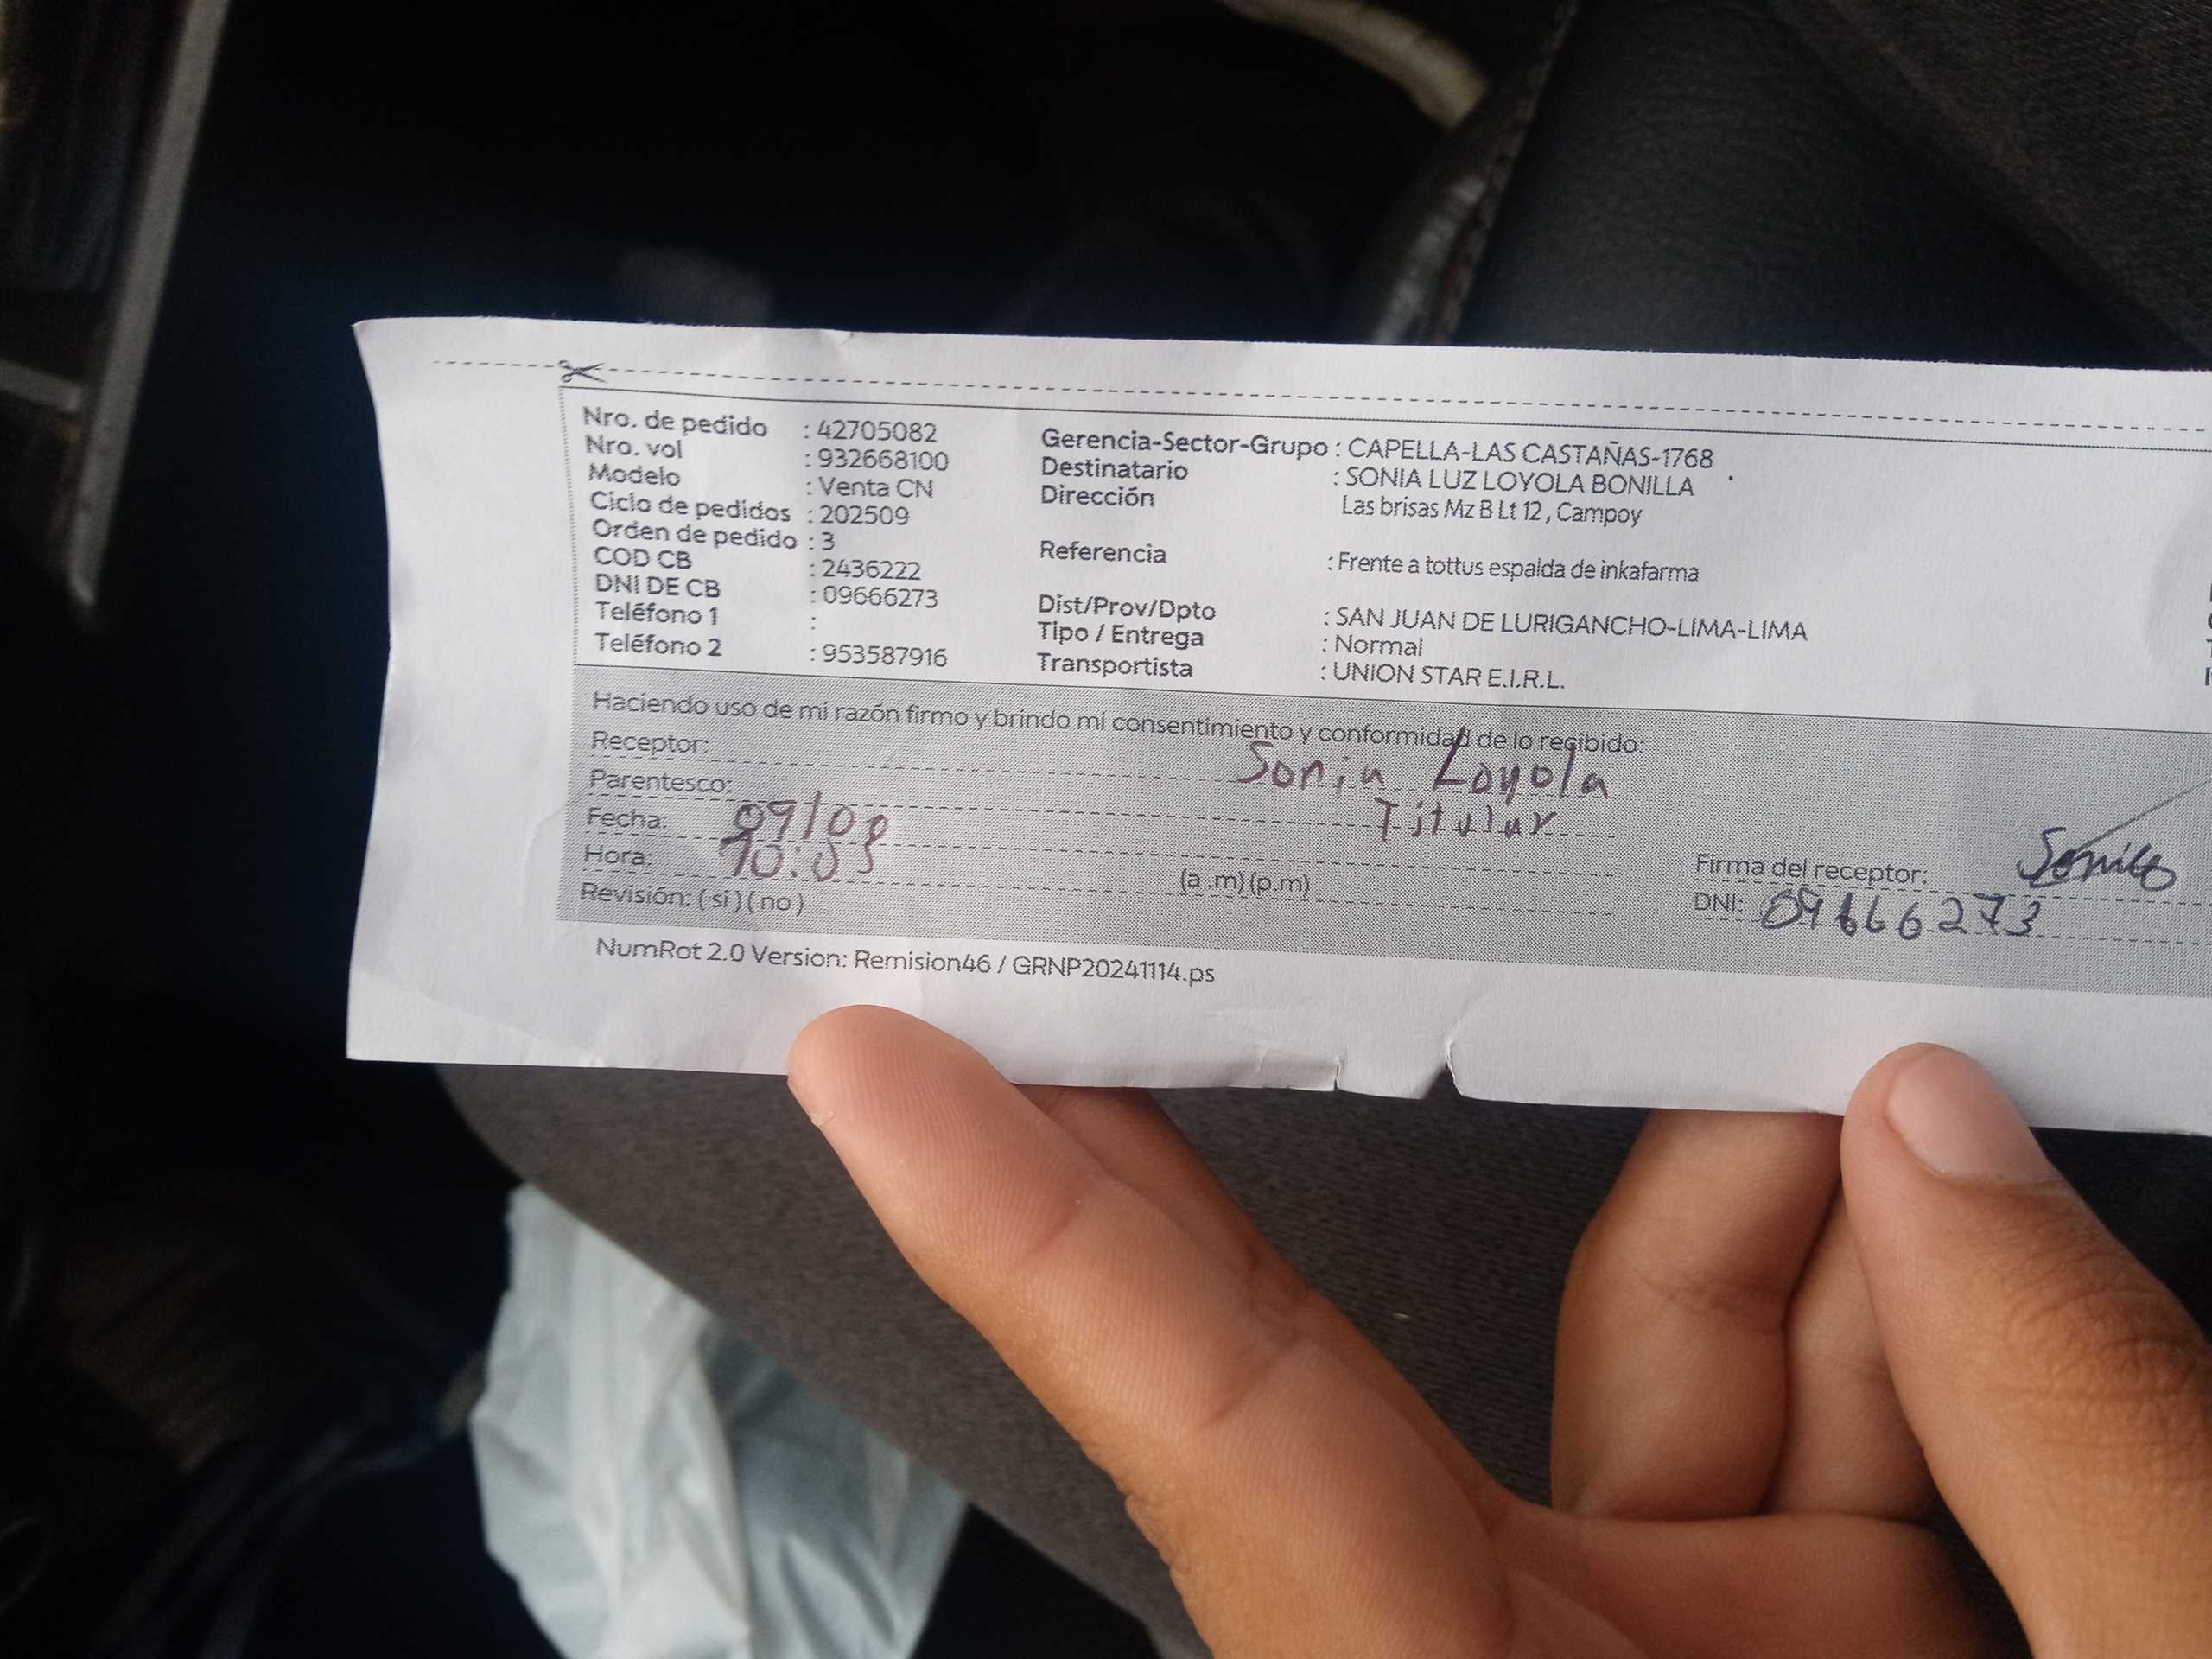 Nro. de pedido : 42705082
Nro. vol : 932668100
Modelo : Venta CN
Ciclo de pedidos : 202509
Orden de pedido : 3
COD CB : 2436222
DNI DE CB : 09666273
Teléfono 1 :
Teléfono 2 : 953587916
Gerencia-Sector-Grupo : CAPELLA-LAS CASTAÑAS-1768
Destinatario : SONIA LUZ LOYOLA BONILLA
Dirección Las brisas Mz B Lt 12, Campoy
Referencia : Frente a tottus espalda de inkafarma
Dist/Prov/Dpto : SAN JUAN DE LURIGANCHO-LIMA-LIMA
Tipo / Entrega : Normal
Transportista : UNION STAR E.I.R.L.
Haciendo uso de mi razón firmo y brindo mi consentimiento y conformidad de lo recibido:
Receptor: Sonia Loyola
Parentesco: Titular
Fecha: 09/08
Hora: 10:03 (a .m) (p.m)
Revisión: ( si ) ( no )
Firma del receptor:
DNI: 09666273
NumRot 2.0 Version: Remision46 / GRNP20241114.ps